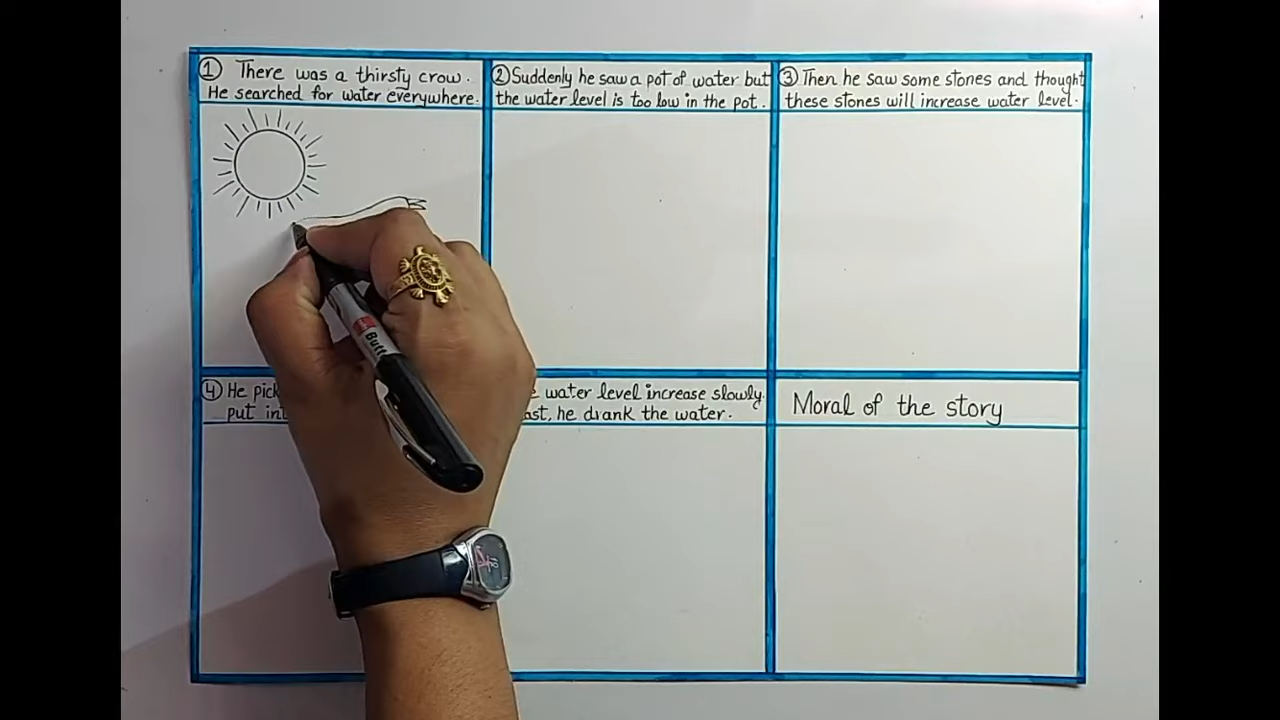 ① There was a thirsty crow.
He searched for water everywhere.
② Suddenly he saw a pot of water but
the water level is too low in the pot.
③ Then he saw some stones and thought
these stones will increase water level.
④ He pick
put int
water level increase slowly.
ast, he drank the water.
Moral of the story
Butt